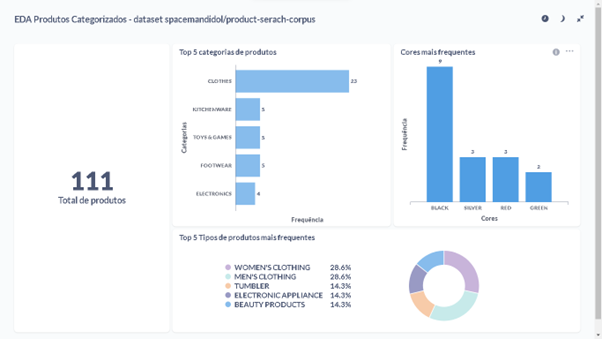 EDA Produtos Categorizados - dataset spacemandidol/product-serach-corpus
111
Total de produtos
Top 5 categorias de produtos
Categorias
CLOTHES
23
KITCHENWARE
5
TOYS & GAMES
5
FOOTWEAR
5
ELECTRONICS
4
Frequência
Cores mais frequentes
Frequência
9
BLACK
3
SILVER
3
RED
2
GREEN
Cores
Top 5 Tipos de produtos mais frequentes
WOMEN'S CLOTHING 28.6%
MEN'S CLOTHING 28.6%
TUMBLER 14.3%
ELECTRONIC APPLIANCE 14.3%
BEAUTY PRODUCTS 14.3%